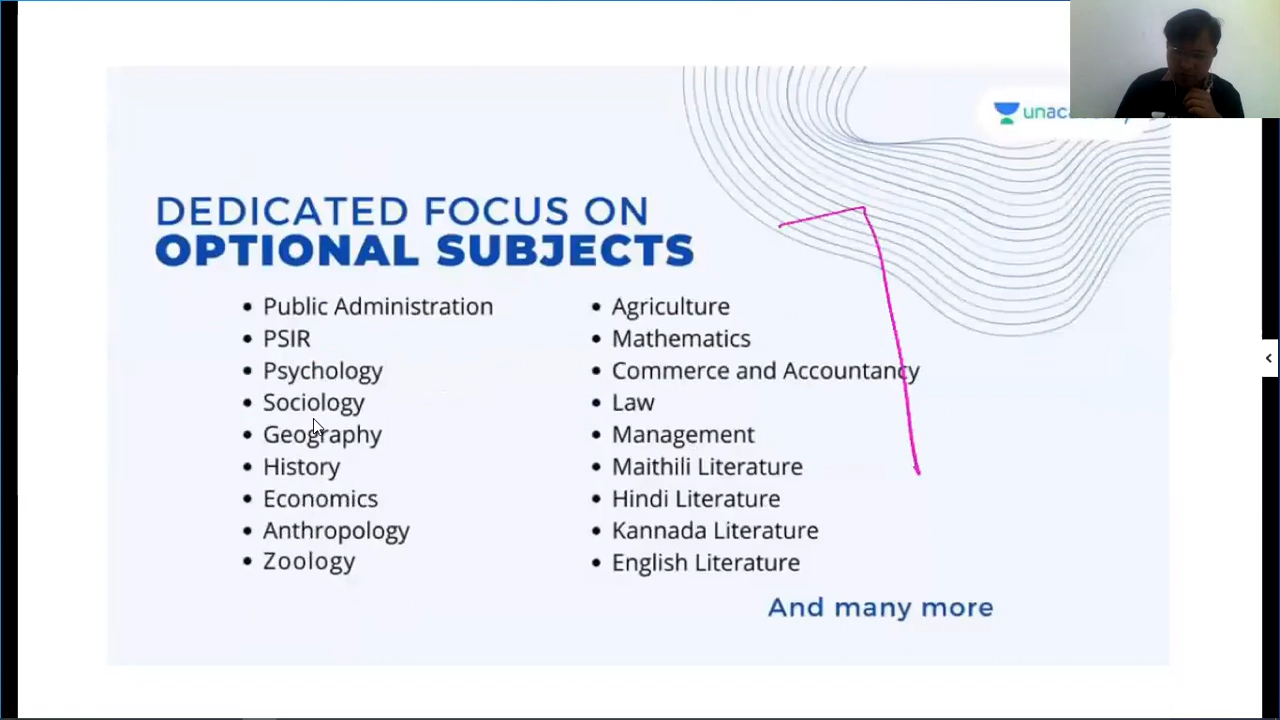 unac
DEDICATED FOCUS ON
OPTIONAL SUBJECTS
• Public Administration
• PSIR
• Psychology
• Sociology
• Geography
• History
• Economics
• Anthropology
• Zoology
• Agriculture
• Mathematics
• Commerce and Accountancy
• Law
• Management
• Maithili Literature
• Hindi Literature
• Kannada Literature
• English Literature
And many more